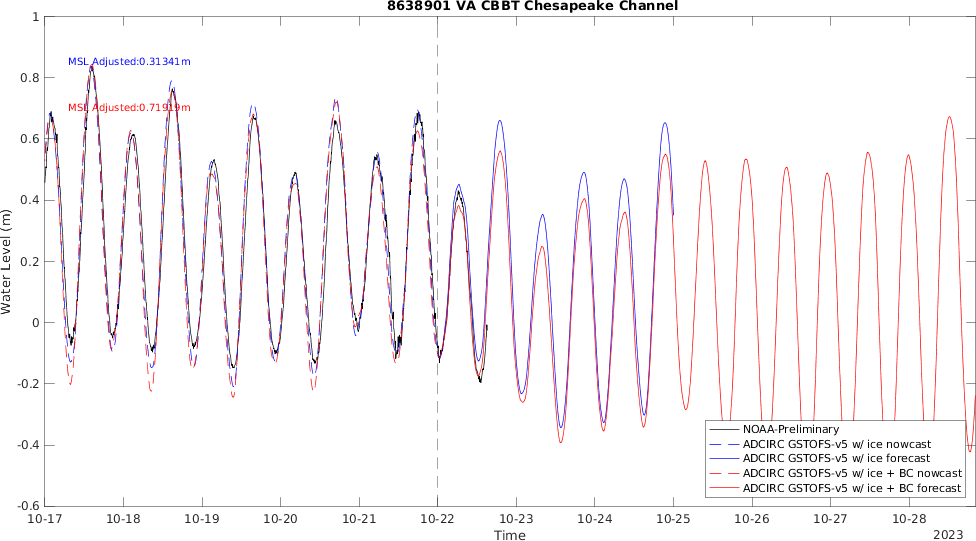 8638901 VA CBBT Chesapeake Channel
1
0.8
0.6
0.4
0.2
0
-0.2
-0.4
-0.6
Water Level (m)
MSL Adjusted:0.31341m
MSL Adjusted:0.71919m
NOAA-Preliminary
ADCIRC GSTOFS-v5 w/ ice nowcast
ADCIRC GSTOFS-v5 w/ ice forecast
ADCIRC GSTOFS-v5 w/ ice + BC nowcast
ADCIRC GSTOFS-v5 w/ ice + BC forecast
10-17 10-18 10-19 10-20 10-21 10-22 10-23 10-24 10-25 10-26 10-27 10-28
Time
2023